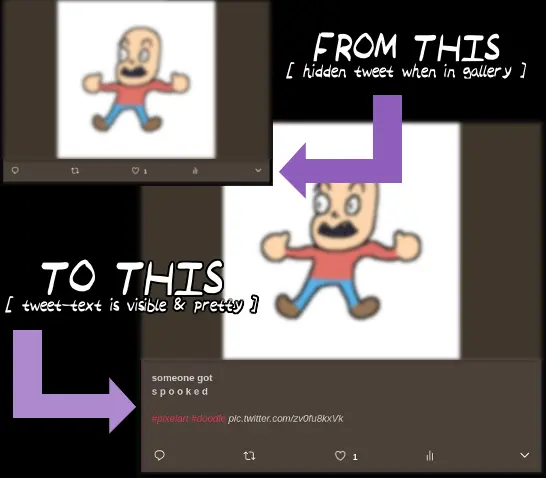 FROM THIS
[ hidden tweet when in gallery ]
1
TO THIS
[ tweet-text is visible & pretty ]
someone got
s p o o k e d
#pixelart #doodle pic.twitter.com/zv0fu8kxVk
1